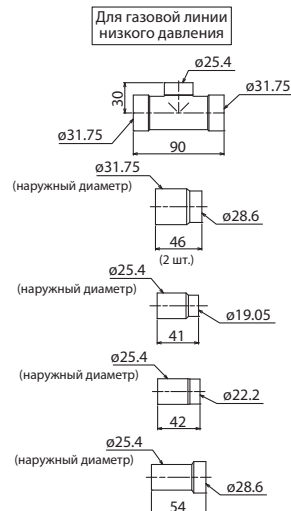 Для газовой линии
низкого давления
ø25.4
30
ø31.75
ø31.75
90
ø31.75
(наружный диаметр)
ø28.6
46
(2 шт.)
ø25.4
(наружный диаметр)
ø19.05
41
ø25.4
(наружный диаметр)
ø22.2
42
ø25.4
(наружный диаметр)
ø28.6
54